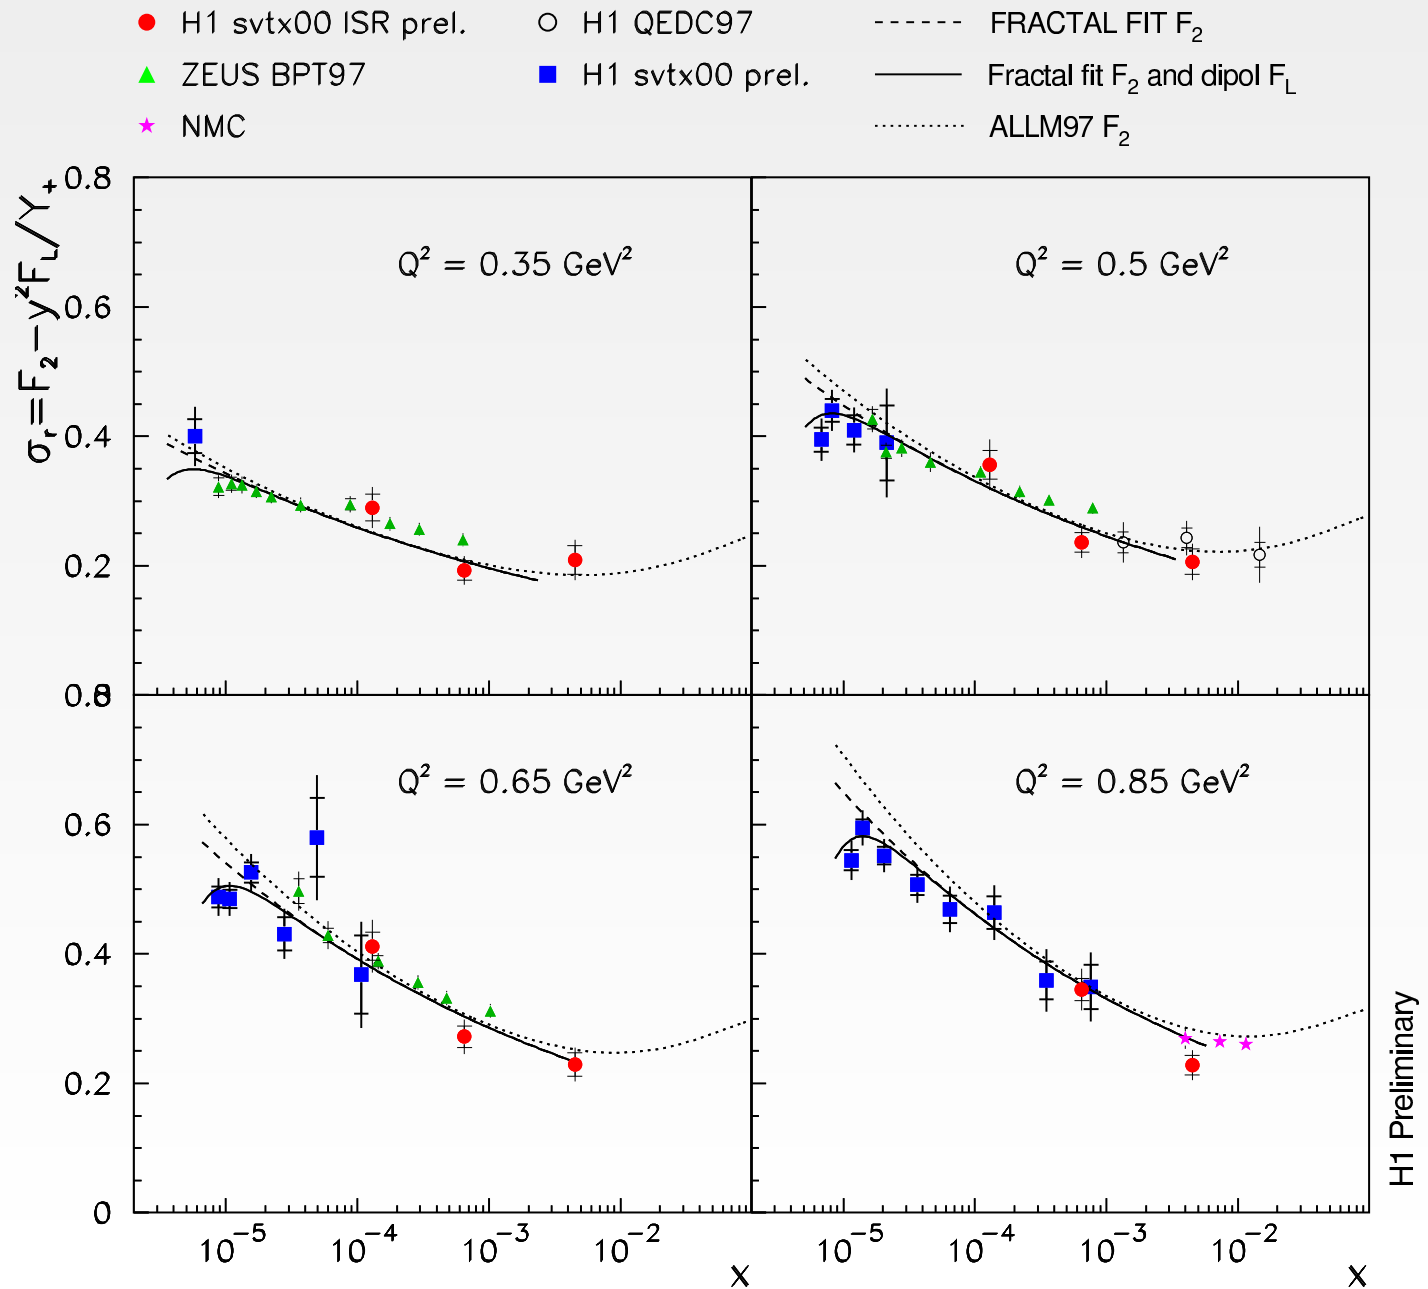 H1 svtx00 ISR prel.
H1 QEDC97
FRACTAL FIT F₂
ZEUS BPT97
H1 svtx00 prel.
Fractal fit F₂ and dipol F_L
NMC
ALLM97 F₂
σᵣ=F₂−y²F_L/Y₊
0.8
0.6
0.4
0.2
0.8
Q² = 0.35 GeV²
Q² = 0.5 GeV²
0.6
0.4
0.2
0
Q² = 0.65 GeV²
Q² = 0.85 GeV²
10⁻⁵ 10⁻⁴ 10⁻³ 10⁻²
10⁻⁵ 10⁻⁴ 10⁻³ 10⁻²
x
x
H1 Preliminary